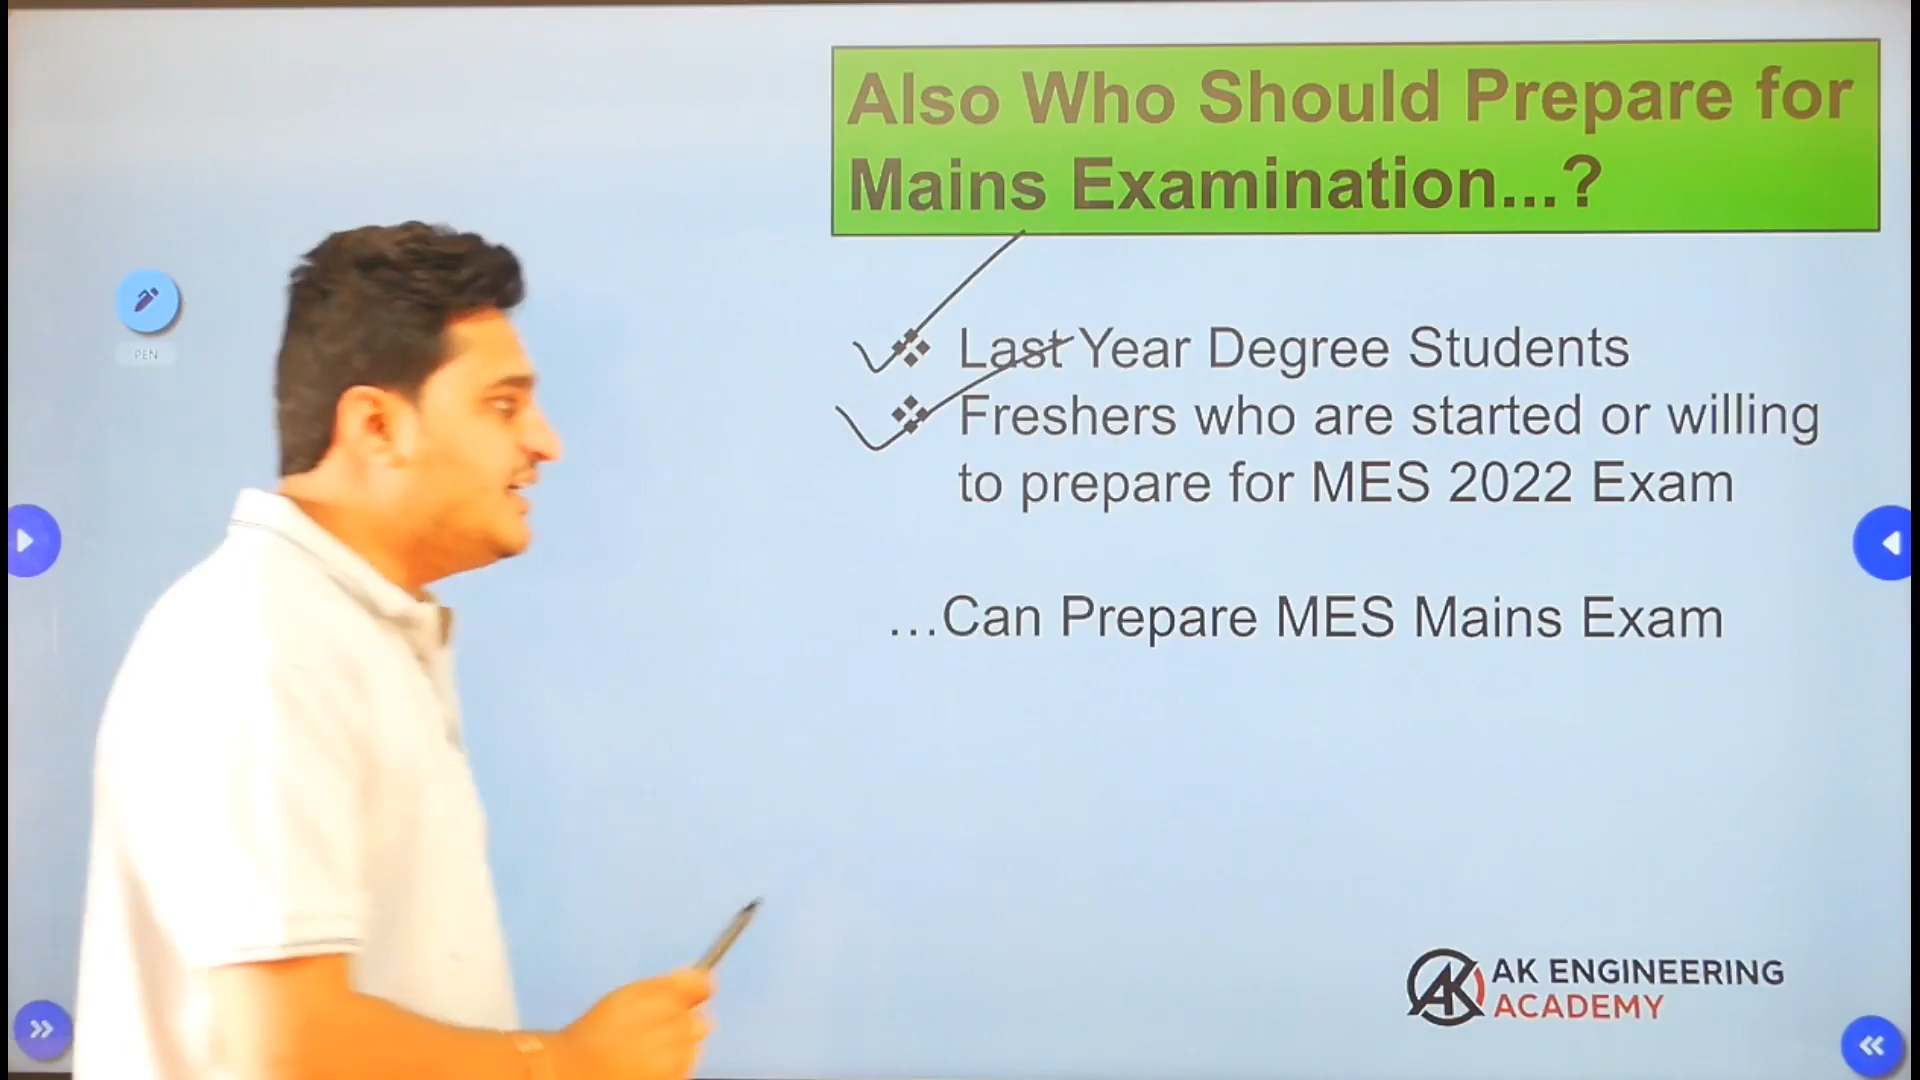 Also Who Should Prepare for
Mains Examination...?
PEN
Last Year Degree Students
Freshers who are started or willing
to prepare for MES 2022 Exam
...Can Prepare MES Mains Exam
AK ENGINEERING
ACADEMY